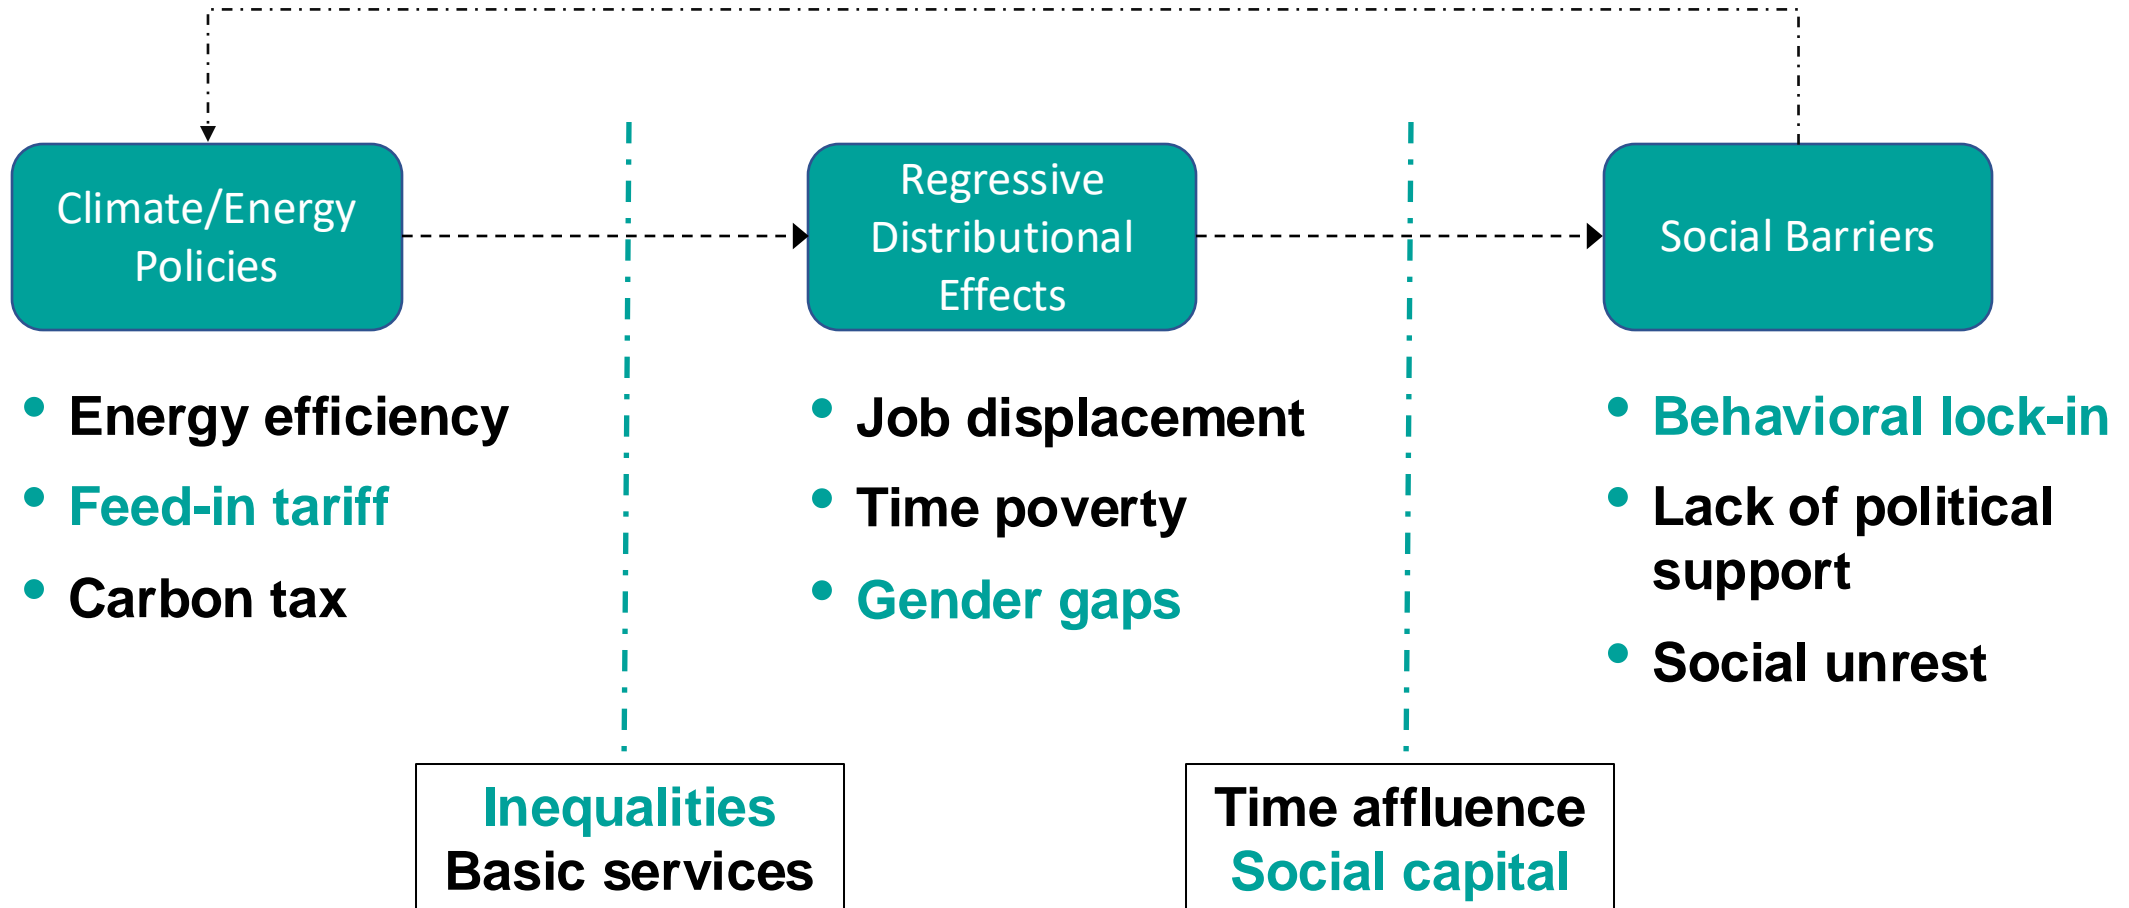 Climate/Energy
Policies
Regressive
Distributional
Effects
Social Barriers
• Energy efficiency
• Feed-in tariff
• Carbon tax
• Job displacement
• Time poverty
• Gender gaps
• Behavioral lock-in
• Lack of political
support
• Social unrest
Inequalities
Basic services
Time affluence
Social capital